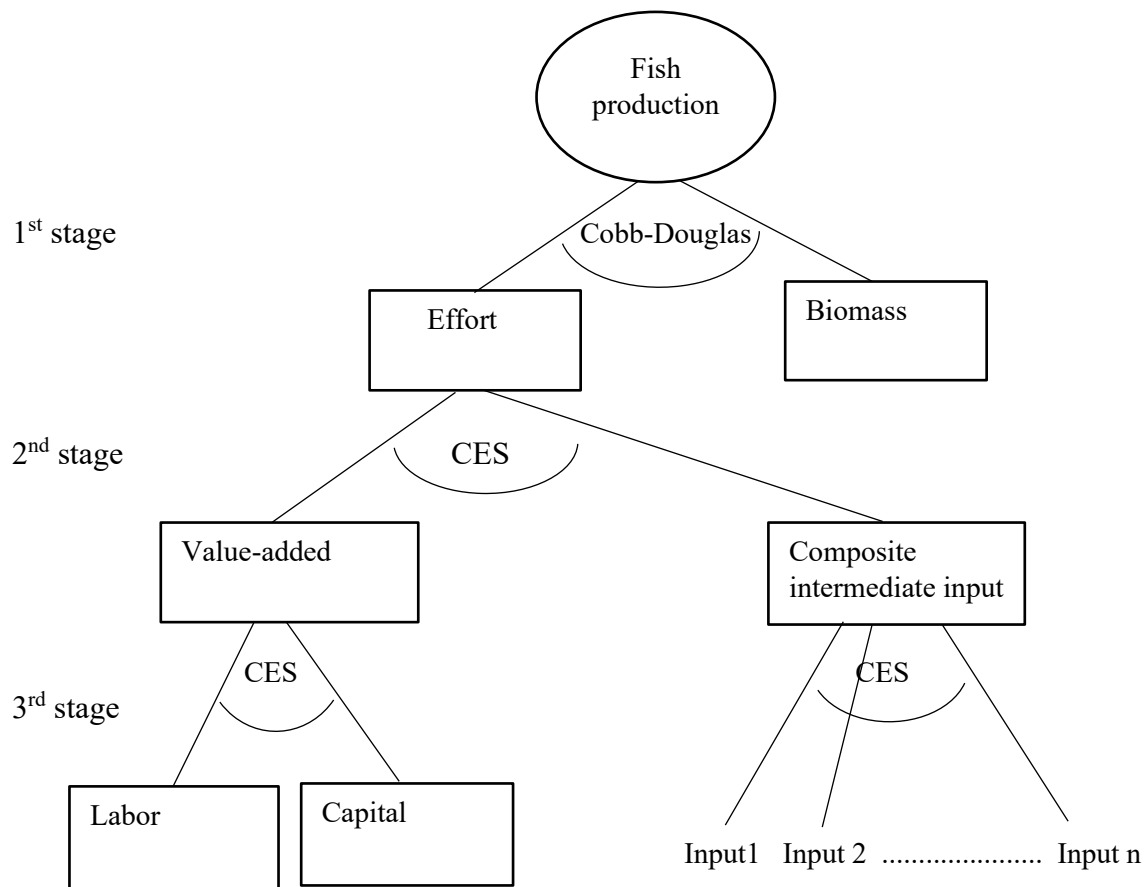 Fish
production
1st stage
Cobb-Douglas
Effort
Biomass
2nd stage
CES
Value-added
Composite
intermediate input
CES
CES
3rd stage
Labor
Capital
Input1 Input 2 ...................... Input n